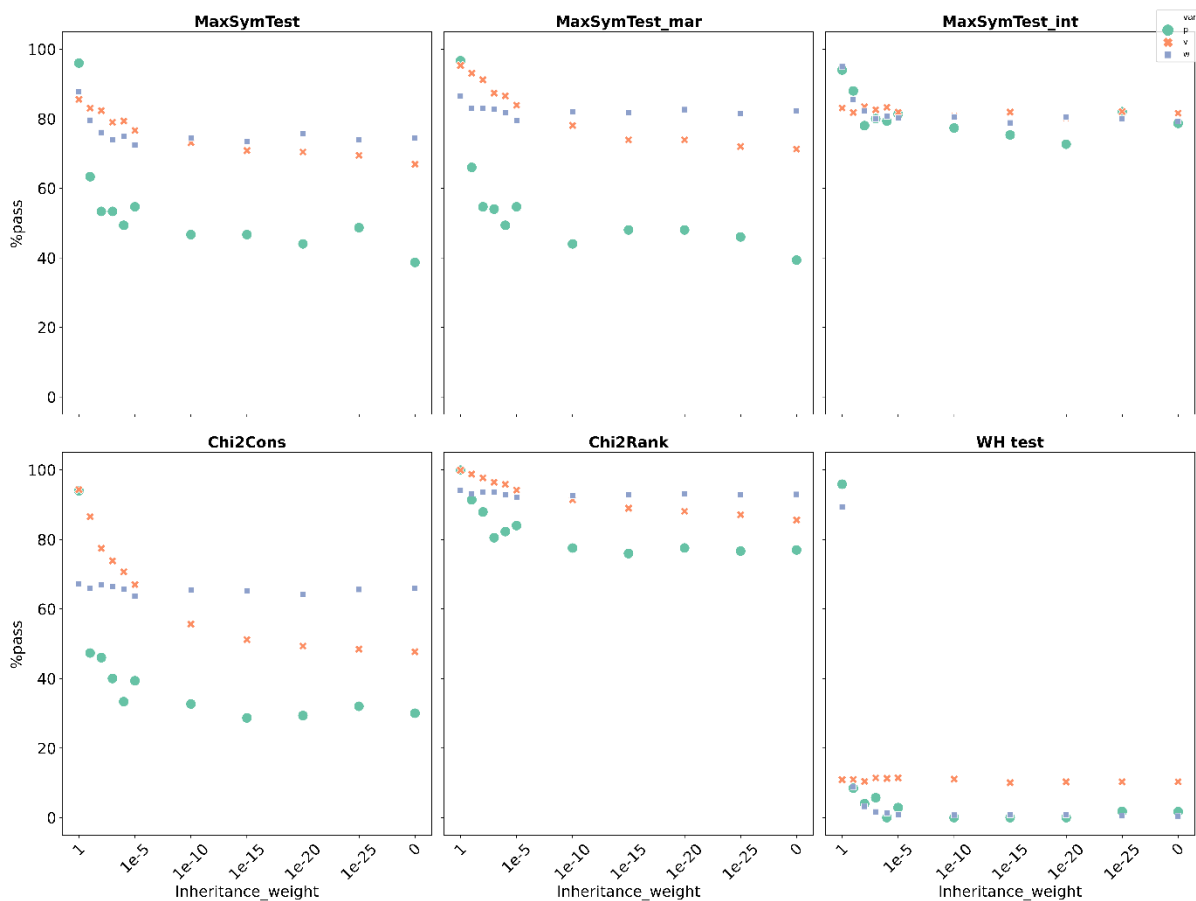 MaxSymTest
MaxSymTest_mar
MaxSymTest_int
var
p
v
w
100
80
60
40
20
0
%pass
Chi2Cons
Chi2Rank
WH test
100
80
60
40
20
0
%pass
1
1e-5
1e-10
1e-15
1e-20
1e-25
0
1
1e-5
1e-10
1e-15
1e-20
1e-25
0
1
1e-5
1e-10
1e-15
1e-20
1e-25
0
Inheritance_weight
Inheritance_weight
Inheritance_weight